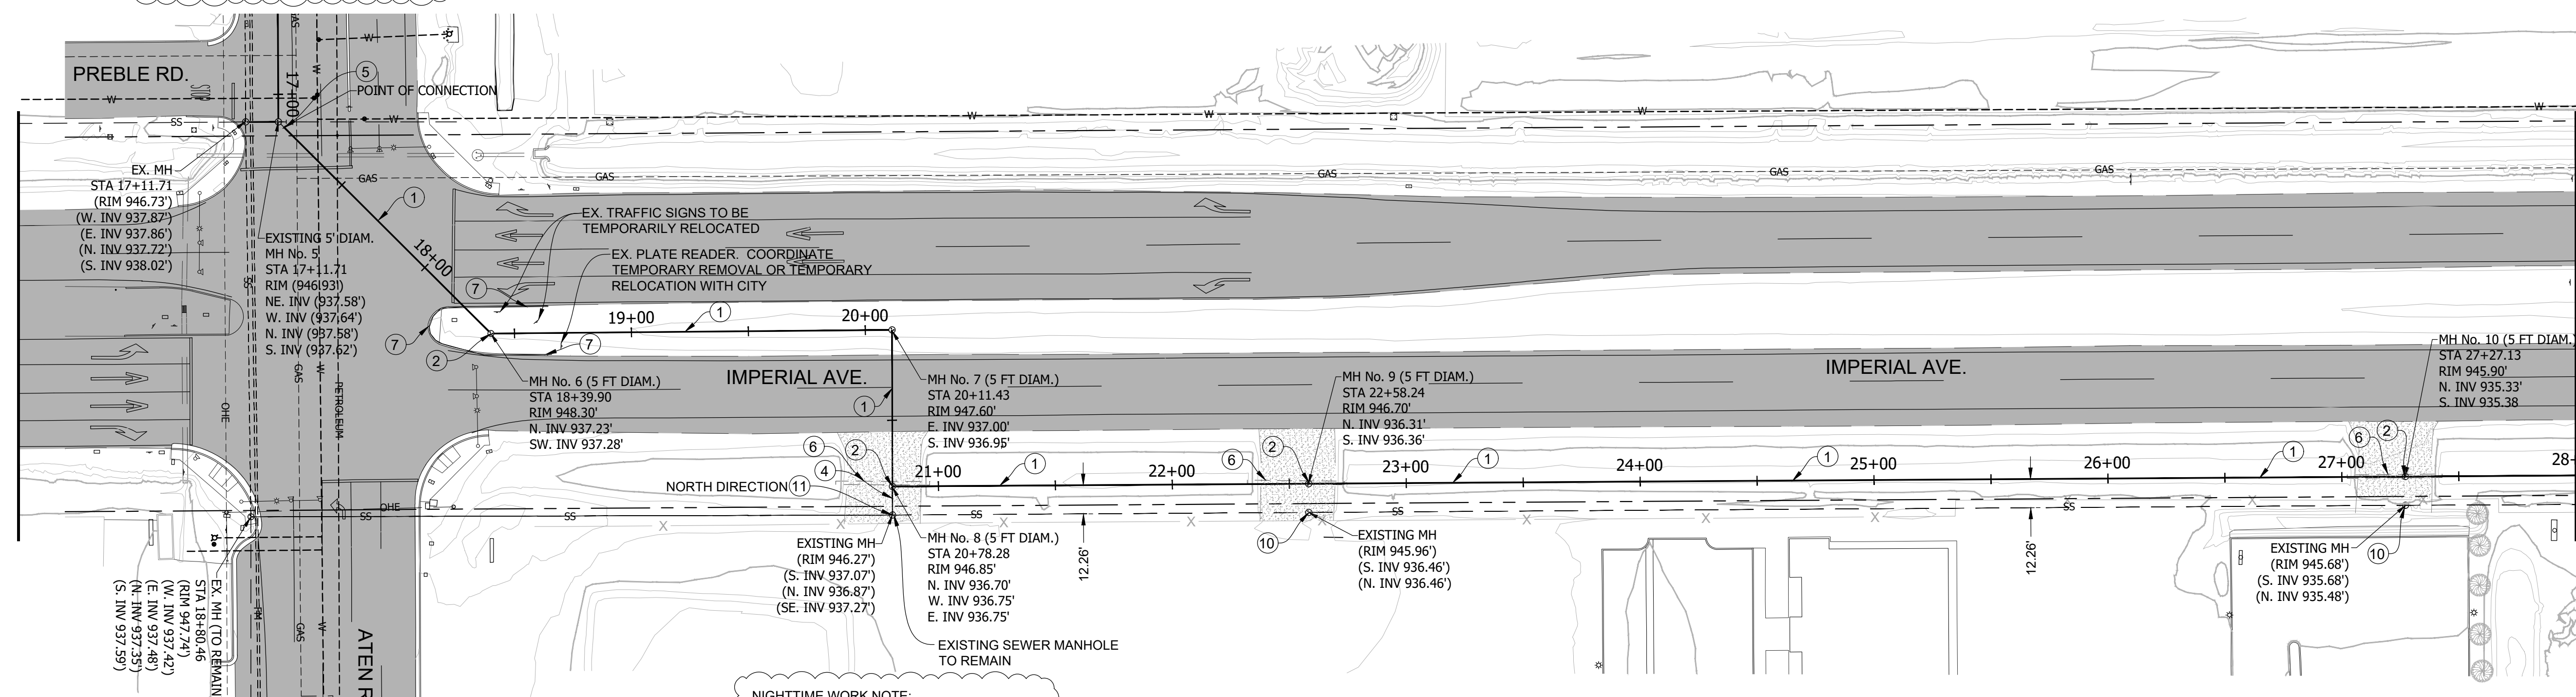 PREBLE RD.
STOP
17+00
5
POINT OF CONNECTION
W
W
W
W
W
W
W
W
W
SS
GAS
GAS
GAS
GAS
GAS
GAS
EX. MH
STA 17+11.71
(RIM 946.73')
(W. INV 937.87')
(E. INV 937.86')
(N. INV 937.72')
(S. INV 938.02')
EXISTING 5' DIAM.
MH No. 5
STA 17+11.71
RIM (946.93')
NE. INV (937.58')
W. INV (937.64')
N. INV (937.58')
S. INV (937.62')
1
18+00
EX. TRAFFIC SIGNS TO BE
TEMPORARILY RELOCATED
EX. PLATE READER. COORDINATE
TEMPORARY REMOVAL OR TEMPORARY
RELOCATION WITH CITY
7
7
7
2
19+00
1
20+00
MH No. 6 (5 FT DIAM.)
STA 18+39.90
RIM 948.30'
N. INV 937.23'
SW. INV 937.28'
IMPERIAL AVE.
1
MH No. 7 (5 FT DIAM.)
STA 20+11.43
RIM 947.60'
E. INV 937.00'
S. INV 936.95'
MH No. 9 (5 FT DIAM.)
STA 22+58.24
RIM 946.70'
N. INV 936.31'
S. INV 936.36'
IMPERIAL AVE.
MH No. 10 (5 FT DIAM.)
STA 27+27.13
RIM 945.90'
N. INV 935.33'
S. INV 935.38
6
2
4
NORTH DIRECTION 11
21+00
1
22+00
6
2
23+00
1
24+00
1
25+00
26+00
1
27+00
6
2
28+
OHE
OHE
GAS
W
PETROLEUM
SS
SS
SS
SS
SS
X
X
X
X
X
X
X
X
X
12.26'
12.26'
EXISTING MH
(RIM 946.27')
(S. INV 937.07')
(N. INV 936.87')
(SE. INV 937.27')
MH No. 8 (5 FT DIAM.)
STA 20+78.28
RIM 946.85'
N. INV 936.70'
W. INV 936.75'
E. INV 936.75'
EXISTING SEWER MANHOLE
TO REMAIN
10
EXISTING MH
(RIM 945.96')
(S. INV 936.46')
(N. INV 936.46')
EXISTING MH
(RIM 945.68')
(S. INV 935.68')
(N. INV 935.48')
10
EX. MH (TO REMAIN
STA 18+80.46
(RIM 947.74')
(W. INV 937.42')
(E. INV 937.48')
(N. INV 937.35')
(S. INV 937.59')
FM
GAS
W
ATEN R
NIGHTTIME WORK NOTE: